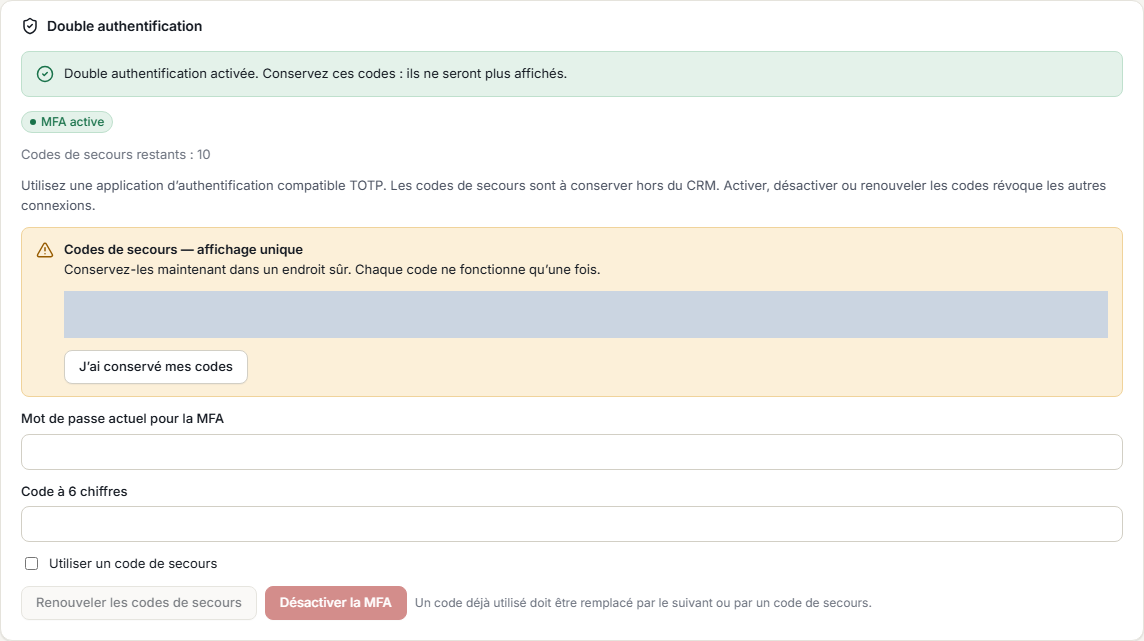 Double authentification
Double authentification activée. Conservez ces codes : ils ne seront plus affichés.
MFA active
Codes de secours restants : 10
Utilisez une application d’authentification compatible TOTP. Les codes de secours sont à conserver hors du CRM. Activer, désactiver ou renouveler les codes révoque les autres
connexions.
Codes de secours — affichage unique
Conservez-les maintenant dans un endroit sûr. Chaque code ne fonctionne qu’une fois.
J’ai conservé mes codes
Mot de passe actuel pour la MFA
Code à 6 chiffres
Utiliser un code de secours
Renouveler les codes de secours
Désactiver la MFA
Un code déjà utilisé doit être remplacé par le suivant ou par un code de secours.